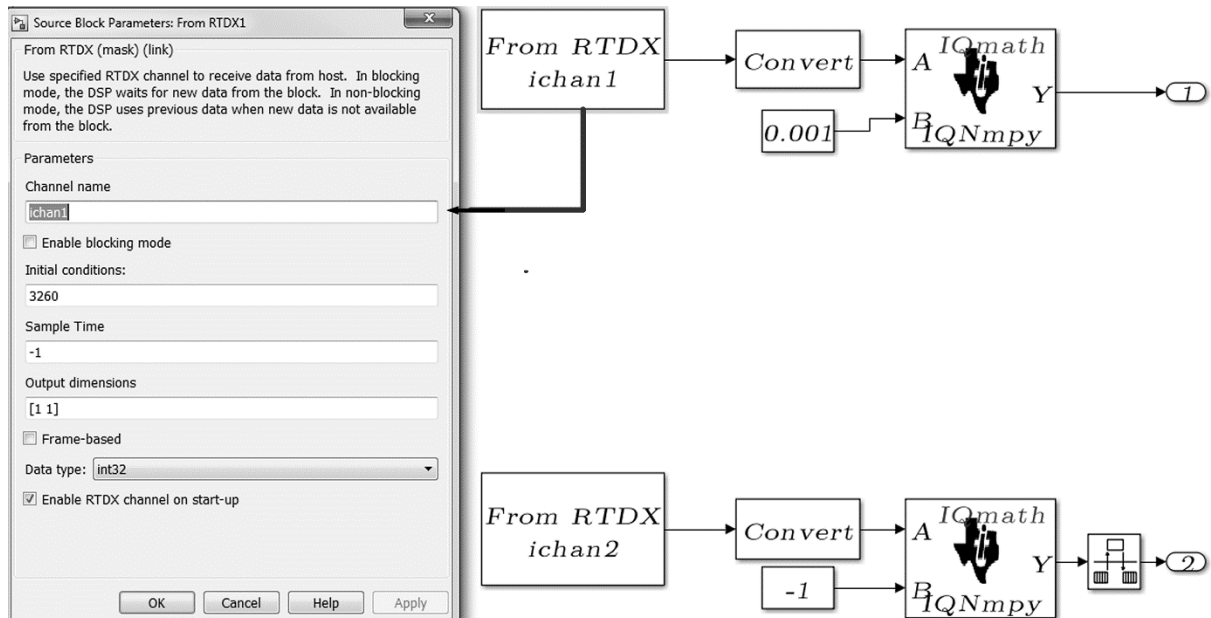 Source Block Parameters: From RTDX1
From RTDX (mask) (link)
Use specified RTDX channel to receive data from host. In blocking
mode, the DSP waits for new data from the block. In non-blocking
mode, the DSP uses previous data when new data is not available
from the block.
Parameters
Channel name
ichan1
Enable blocking mode
Initial conditions:
3260
Sample Time
-1
Output dimensions
[1 1]
Frame-based
Data type: int32
Enable RTDX channel on start-up
OK Cancel Help Apply
From RTDX
ichan1
Convert
0.001
IQmath
A
Y
B
IQNmpy
1
From RTDX
ichan2
Convert
-1
IQmath
A
Y
B
IQNmpy
2